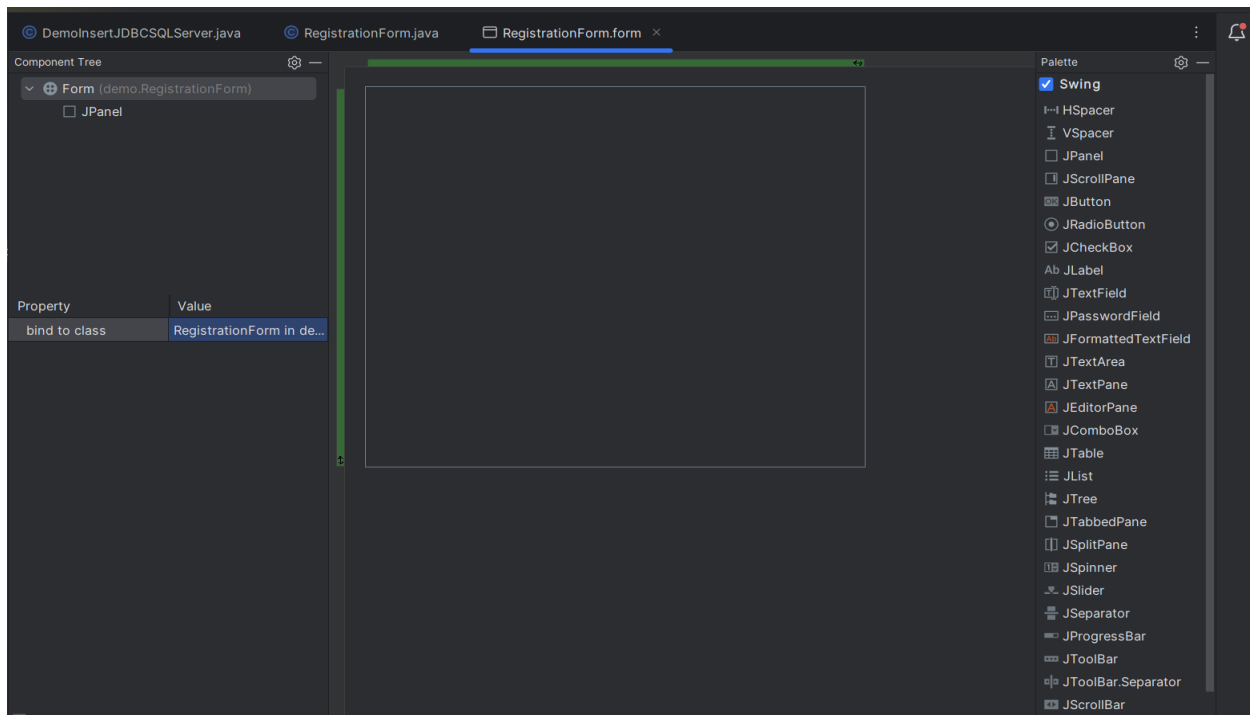 DemoInsertJDBCSQLServer.java
RegistrationForm.java
RegistrationForm.form
Component Tree
Form (demo.RegistrationForm)
JPanel
Property Value
bind to class RegistrationForm in de...
Palette
Swing
HSpacer
VSpacer
JPanel
JScrollPane
JButton
JRadioButton
JCheckBox
Ab JLabel
JTextField
JPasswordField
JFormattedTextField
JTextArea
JTextPane
JEditorPane
JComboBox
JTable
JList
JTree
JTabbedPane
JSplitPane
JSpinner
JSlider
JSeparator
JProgressBar
JToolBar
JToolBar.Separator
JScrollBar